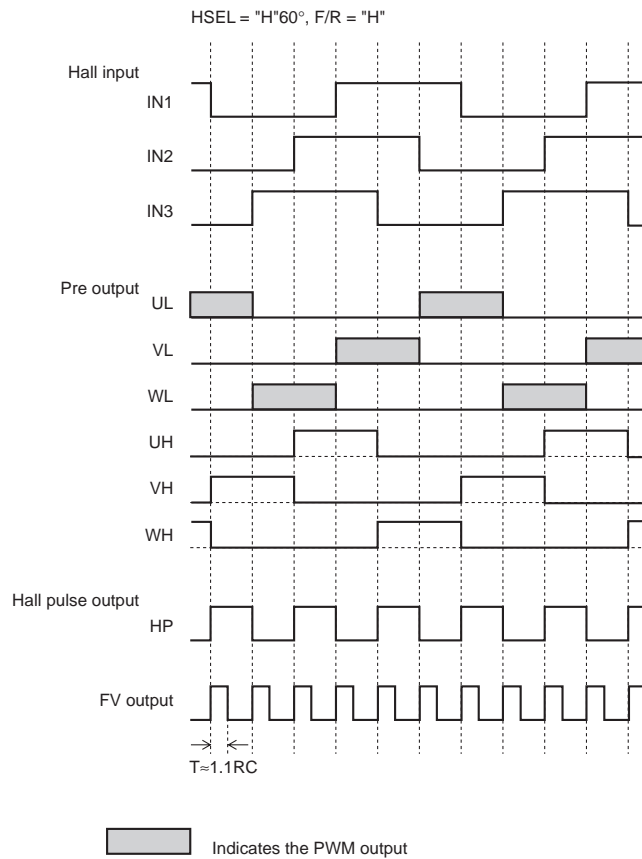 HSEL = "H"60°, F/R = "H"
Hall input
IN1
IN2
IN3
Pre output
UL
VL
WL
UH
VH
WH
Hall pulse output
HP
FV output
T≈1.1RC
Indicates the PWM output